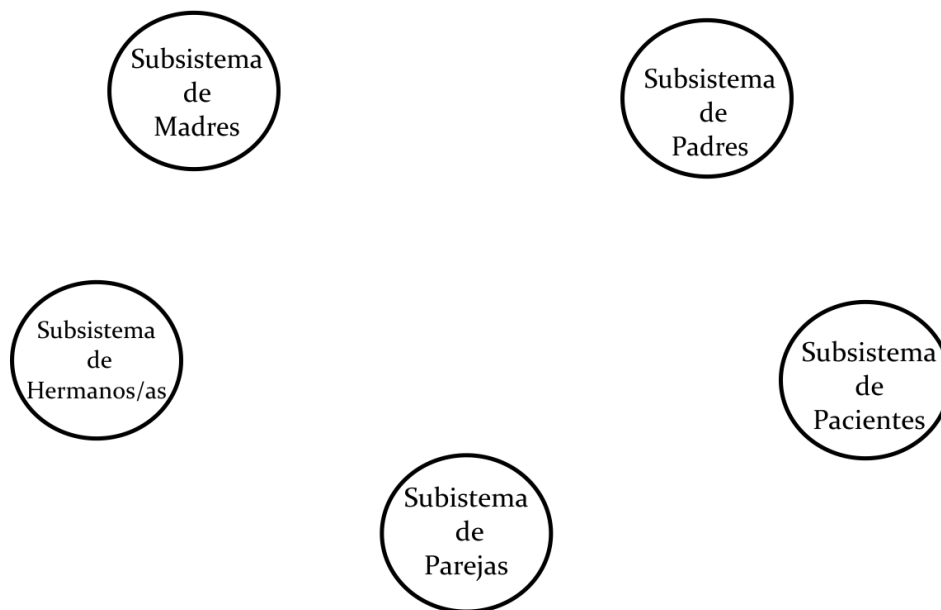 Subsistema
de
Madres
Subsistema
de
Padres
Subsistema
de
Hermanos/as
Subsistema
de
Pacientes
Subistema
de
Parejas